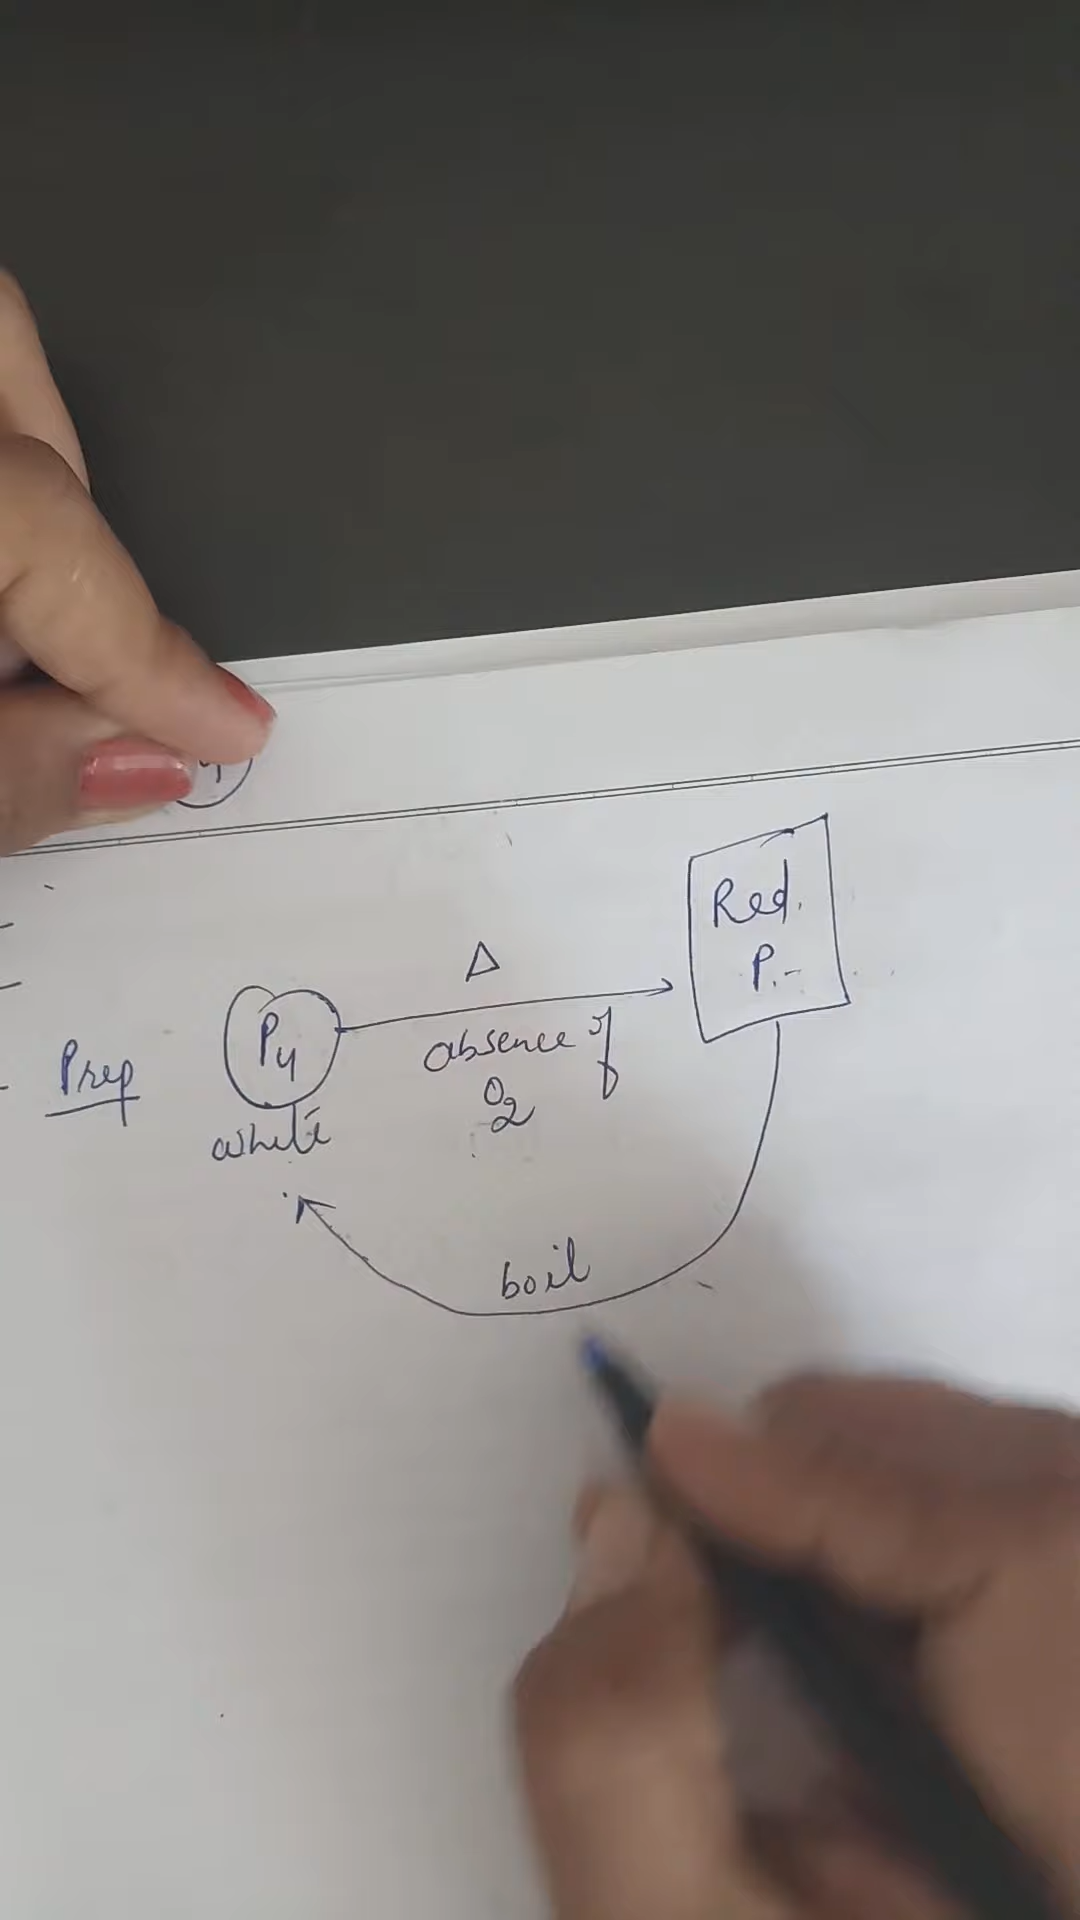 Red.
P.-
Δ
Prep
P4
absence of
O2
white
boil